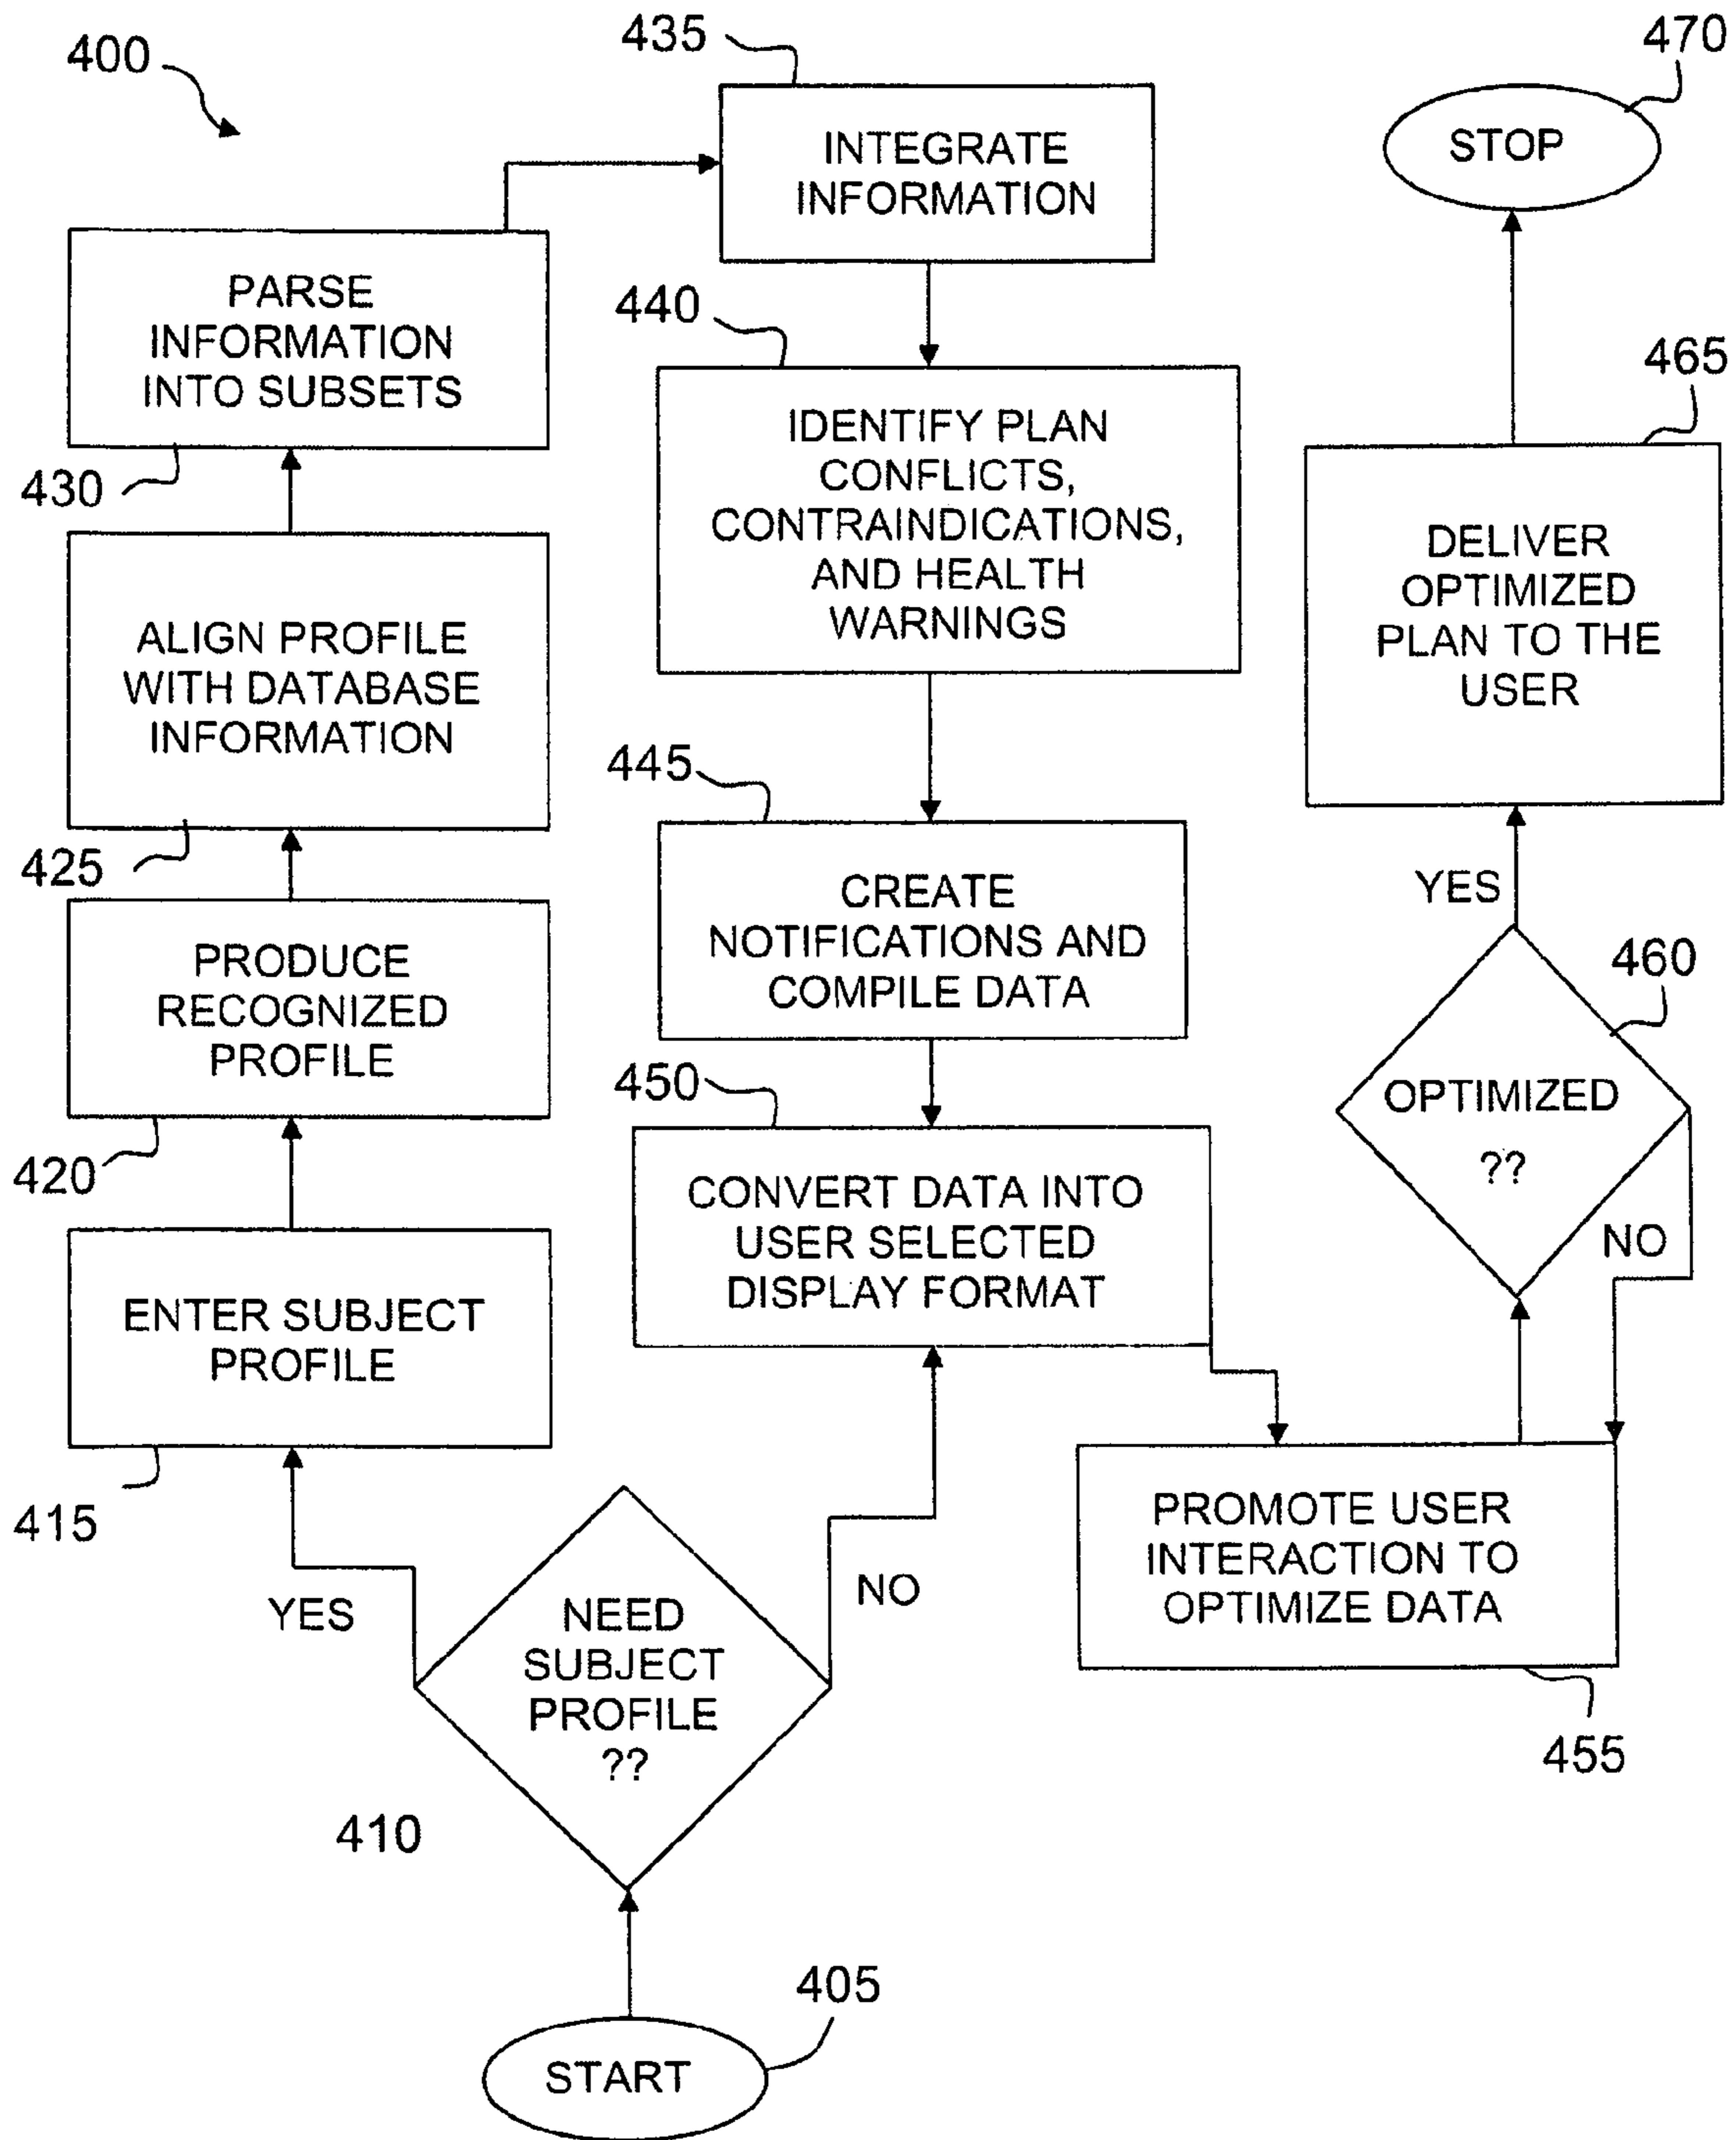 400
435
INTEGRATE
INFORMATION
470
STOP
PARSE
INFORMATION
INTO SUBSETS
430
440
IDENTIFY PLAN
CONFLICTS,
CONTRAINDICATIONS,
AND HEALTH
WARNINGS
465
DELIVER
OPTIMIZED
PLAN TO THE
USER
ALIGN PROFILE
WITH DATABASE
INFORMATION
425
445
CREATE
NOTIFICATIONS AND
COMPILE DATA
YES
460
OPTIMIZED
??
NO
PRODUCE
RECOGNIZED
PROFILE
420
450
CONVERT DATA INTO
USER SELECTED
DISPLAY FORMAT
ENTER SUBJECT
PROFILE
415
YES
NEED
SUBJECT
PROFILE
??
NO
410
PROMOTE USER
INTERACTION TO
OPTIMIZE DATA
455
405
START